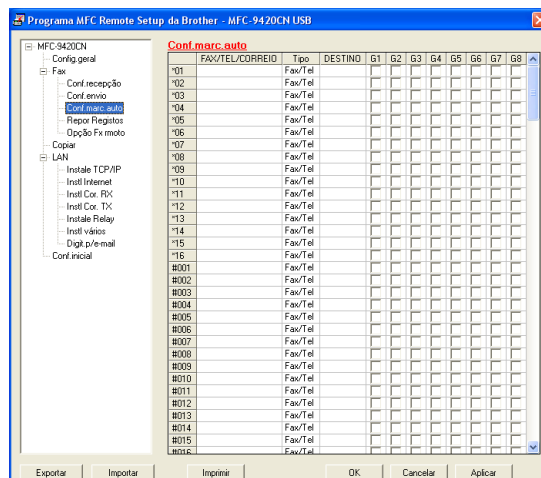 Programa MFC Remote Setup da Brother - MFC-9420CN USB
MFC-9420CN
Config.geral
Fax
Conf.recepção
Conf.envio
Conf.marc.auto
Repor Registos
Opção Fx rmoto
Copiar
LAN
Instale TCP/IP
Instl Internet
Instl Cor. RX
Instl Cor. TX
Instale Relay
Instl vários
Digit.p/e-mail
Conf.inicial
Conf.marc.auto
FAX/TEL/CORREIO Tipo DESTINO G1 G2 G3 G4 G5 G6 G7 G8
*01 Fax/Tel
*02 Fax/Tel
*03 Fax/Tel
*04 Fax/Tel
*05 Fax/Tel
*06 Fax/Tel
*07 Fax/Tel
*08 Fax/Tel
*09 Fax/Tel
*10 Fax/Tel
*11 Fax/Tel
*12 Fax/Tel
*13 Fax/Tel
*14 Fax/Tel
*15 Fax/Tel
*16 Fax/Tel
#001 Fax/Tel
#002 Fax/Tel
#003 Fax/Tel
#004 Fax/Tel
#005 Fax/Tel
#006 Fax/Tel
#007 Fax/Tel
#008 Fax/Tel
#009 Fax/Tel
#010 Fax/Tel
#011 Fax/Tel
#012 Fax/Tel
#013 Fax/Tel
#014 Fax/Tel
#015 Fax/Tel
#016 Fax/Tel
Exportar Importar Imprimir OK Cancelar Aplicar